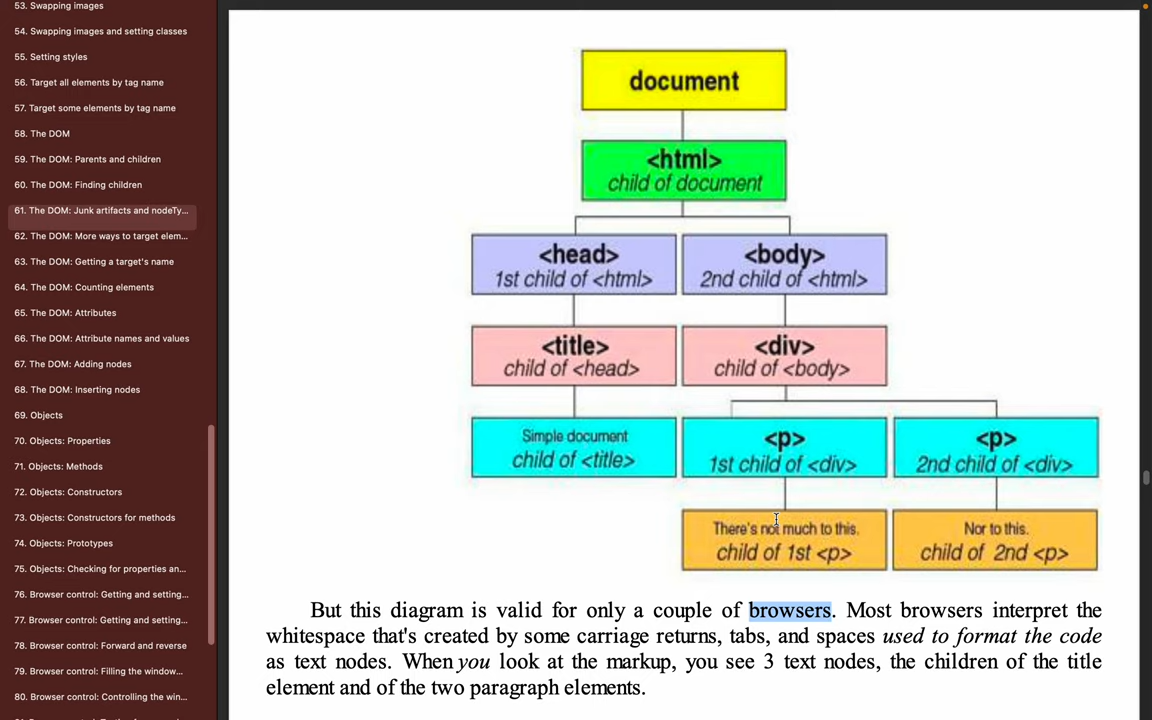 53. Swapping images
54. Swapping images and setting classes
55. Setting styles
56. Target all elements by tag name
57. Target some elements by tag name
58. The DOM
59. The DOM: Parents and children
60. The DOM: Finding children
61. The DOM: Junk artifacts and nodeTy...
62. The DOM: More ways to target elem...
63. The DOM: Getting a target's name
64. The DOM: Counting elements
65. The DOM: Attributes
66. The DOM: Attribute names and values
67. The DOM: Adding nodes
68. The DOM: Inserting nodes
69. Objects
70. Objects: Properties
71. Objects: Methods
72. Objects: Constructors
73. Objects: Constructors for methods
74. Objects: Prototypes
75. Objects: Checking for properties an...
76. Browser control: Getting and setting...
77. Browser control: Getting and setting...
78. Browser control: Forward and reverse
79. Browser control: Filling the window...
80. Browser control: Controlling the win...
document
<html>
child of document
<head>
1st child of <html>
<body>
2nd child of <html>
<title>
child of <head>
<div>
child of <body>
Simple document
child of <title>
<p>
1st child of <div>
<p>
2nd child of <div>
There's not much to this.
child of 1st <p>
Nor to this.
child of 2nd <p>
But this diagram is valid for only a couple of browsers. Most browsers interpret the
whitespace that's created by some carriage returns, tabs, and spaces used to format the code
as text nodes. When you look at the markup, you see 3 text nodes, the children of the title
element and of the two paragraph elements.